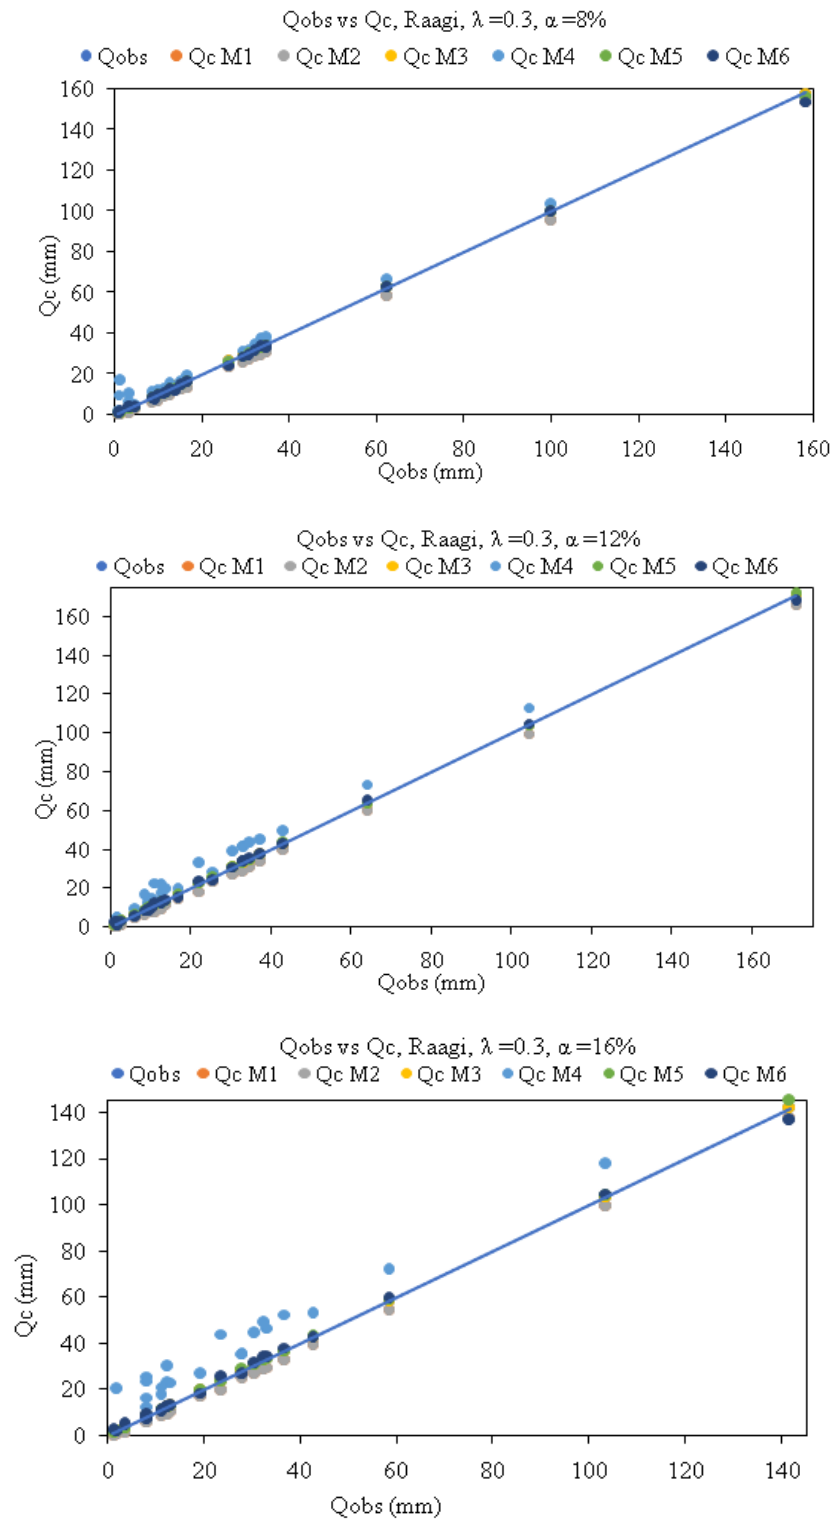 Qobs vs Qc, Raagi, λ =0.3, α =8%
Qobs Qc M1 Qc M2 Qc M3 Qc M4 Qc M5 Qc M6
160
140
120
100
80
60
40
20
0
Qc (mm)
0 20 40 60 80 100 120 140 160
Qobs (mm)
Qobs vs Qc, Raagi, λ =0.3, α =12%
Qobs Qc M1 Qc M2 Qc M3 Qc M4 Qc M5 Qc M6
160
140
120
100
80
60
40
20
0
Qc (mm)
0 20 40 60 80 100 120 140 160
Qobs (mm)
Qobs vs Qc, Raagi, λ =0.3, α =16%
Qobs Qc M1 Qc M2 Qc M3 Qc M4 Qc M5 Qc M6
140
120
100
80
60
40
20
0
Qc (mm)
0 20 40 60 80 100 120 140
Qobs (mm)